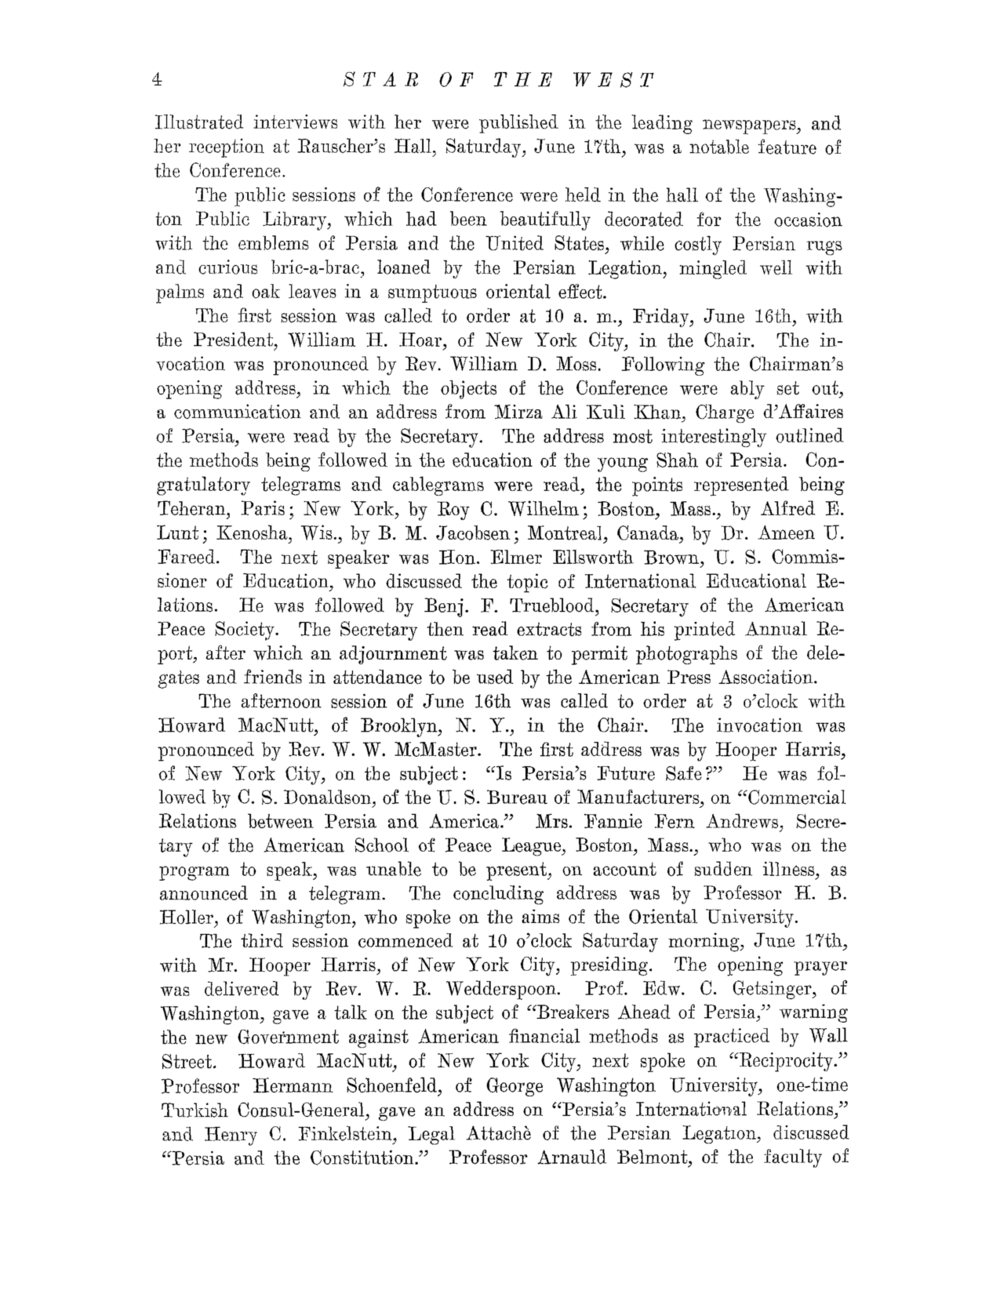 4 STAR OF THE WEST
Illustrated interviews with her were published in the leading newspapers, and
her reception at Rauscher's Hall, Saturday, June 17th, was a notable feature of
the Conference.
The public sessions of the Conference were held in the hall of the Washing-
ton Public Library, which had been beautifully decorated for the occasion
with the emblems of Persia and the United States, while costly Persian rugs
and curious bric-a-brac, loaned by the Persian Legation, mingled well with
palms and oak leaves in a sumptuous oriental effect.
The first session was called to order at 10 a. m., Friday, June 16th, with
the President, William H. Hoar, of New York City, in the Chair. The in-
vocation was pronounced by Rev. William D. Moss. Following the Chairman's
opening address, in which the objects of the Conference were ably set out,
a communication and an address from Mirza Ali Kuli Khan, Charge d'Affaires
of Persia, were read by the Secretary. The address most interestingly outlined
the methods being followed in the education of the young Shah of Persia. Con-
gratulatory telegrams and cablegrams were read, the points represented being
Teheran, Paris; New York, by Roy C. Wilhelm; Boston, Mass., by Alfred E.
Lunt; Kenosha, Wis., by B. M. Jacobsen; Montreal, Canada, by Dr. Ameen U.
Fareed. The next speaker was Hon. Elmer Ellsworth Brown, U. S. Commis-
sioner of Education, who discussed the topic of International Educational Re-
lations. He was followed by Benj. F. Trueblood, Secretary of the American
Peace Society. The Secretary then read extracts from his printed Annual Re-
port, after which an adjournment was taken to permit photographs of the dele-
gates and friends in attendance to be used by the American Press Association.
The afternoon session of June 16th was called to order at 3 o'clock with
Howard MacNutt, of Brooklyn, N. Y., in the Chair. The invocation was
pronounced by Rev. W. W. McMaster. The first address was by Hooper Harris,
of New York City, on the subject: "Is Persia's Future Safe?" He was fol-
lowed by C. S. Donaldson, of the U. S. Bureau of Manufacturers, on "Commercial
Relations between Persia and America." Mrs. Fannie Fern Andrews, Secre-
tary of the American School of Peace League, Boston, Mass., who was on the
program to speak, was unable to be present, on account of sudden illness, as
announced in a telegram. The concluding address was by Professor H. B.
Holler, of Washington, who spoke on the aims of the Oriental University.
The third session commenced at 10 o'clock Saturday morning, June 17th,
with Mr. Hooper Harris, of New York City, presiding. The opening prayer
was delivered by Rev. W. R. Wedderspoon. Prof. Edw. C. Getsinger, of
Washington, gave a talk on the subject of "Breakers Ahead of Persia," warning
the new Government against American financial methods as practiced by Wall
Street. Howard MacNutt, of New York City, next spoke on "Reciprocity."
Professor Hermann Schoenfeld, of George Washington University, one-time
Turkish Consul-General, gave an address on "Persia's International Relations,"
and Henry C. Finkelstein, Legal Attachè of the Persian Legation, discussed
"Persia and the Constitution." Professor Arnauld Belmont, of the faculty of